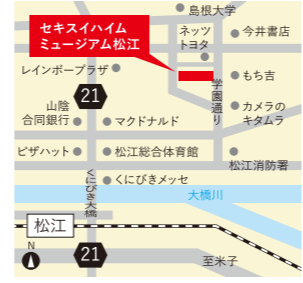 島根大学
セキスイハイム
ミュージアム松江
ネッツ
トヨタ
今井書店
レインボープラザ
もち吉
学園通り
21
山陰
合同銀行
マクドナルド
カメラの
キタムラ
ピザハット
松江総合体育館
松江消防署
くにびきメッセ
くにびき大橋
大橋川
松江
N
21
至米子